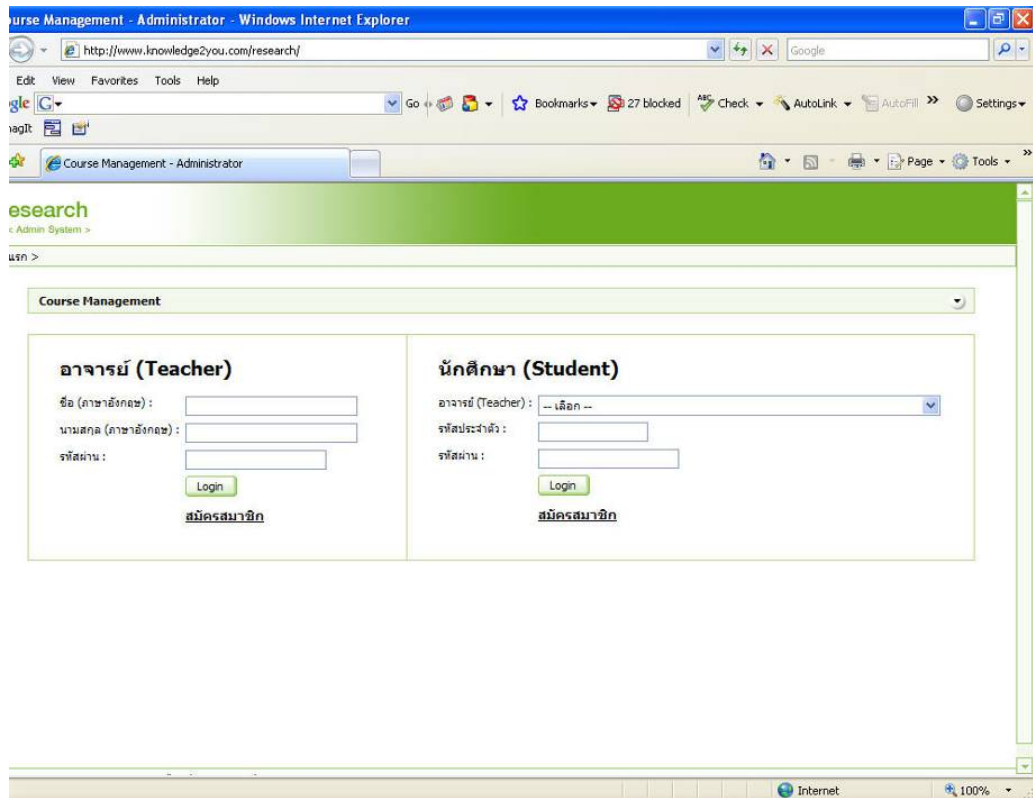 ourse Management - Administrator - Windows Internet Explorer
http://www.knowledge2you.com/research/
Google
Edit View Favorites Tools Help
gle G Go Bookmarks 27 blocked ABC Check AutoLink AutoFill » Settings
nagIt
Course Management - Administrator
Page Tools »
esearch
< Admin System >
แรก >
Course Management
อาจารย์ (Teacher)
ชื่อ (ภาษาอังกฤษ) :
นามสกุล (ภาษาอังกฤษ) :
รหัสผ่าน :
Login
สมัครสมาชิก
นักศึกษา (Student)
อาจารย์ (Teacher) : -- เลือก --
รหัสประจำตัว :
รหัสผ่าน :
Login
สมัครสมาชิก
Internet 100%